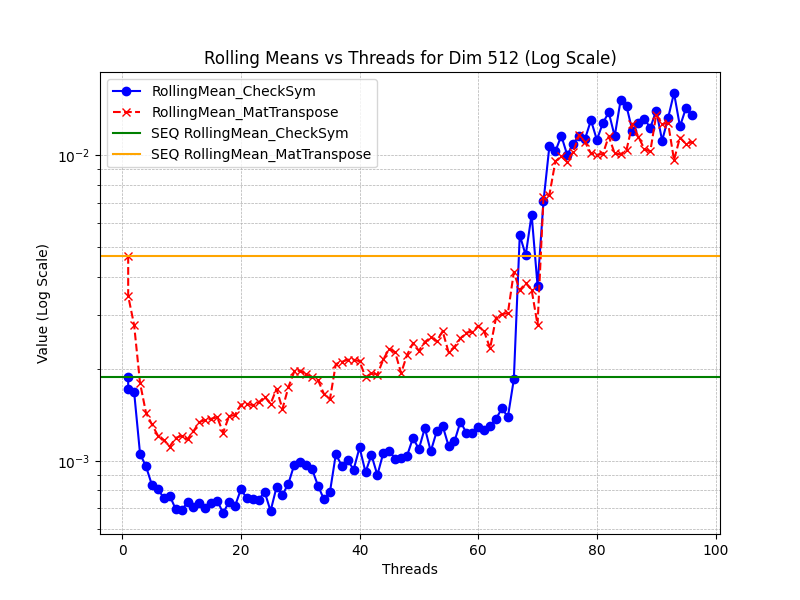 Rolling Means vs Threads for Dim 512 (Log Scale)
RollingMean_CheckSym
RollingMean_MatTranspose
SEQ RollingMean_CheckSym
SEQ RollingMean_MatTranspose
Value (Log Scale)
10⁻²
10⁻³
0 20 40 60 80 100
Threads